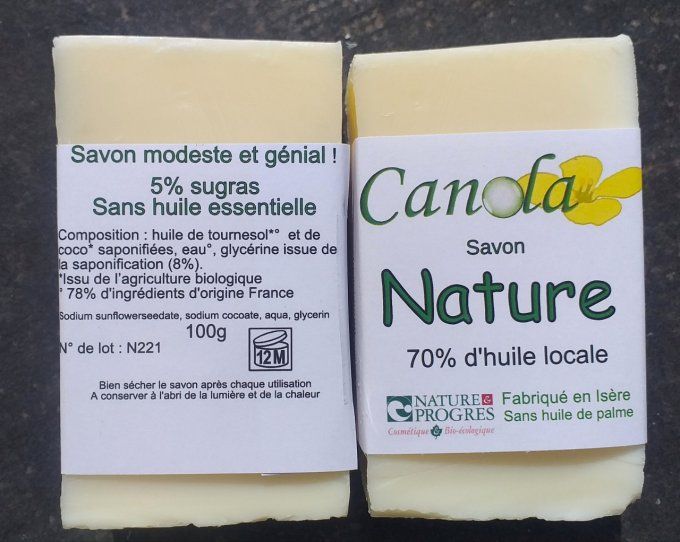 Savon modeste et génial !
5% sugras
Sans huile essentielle
Composition : huile de tournesol*° et de
coco* saponifiées, eau°, glycérine issue de
la saponification (8%).
*Issu de l'agriculture biologique
° 78% d'ingrédients d'origine France
Sodium sunflowerseedate, sodium cocoate, aqua, glycerin
100g
12M
N° de lot : N221
Bien sécher le savon après chaque utilisation
A conserver à l'abri de la lumière et de la chaleur
Canola
Savon
Nature
70% d'huile locale
NATURE &
PROGRES
Cosmétique Bio-écologique
Fabriqué en Isère
Sans huile de palme